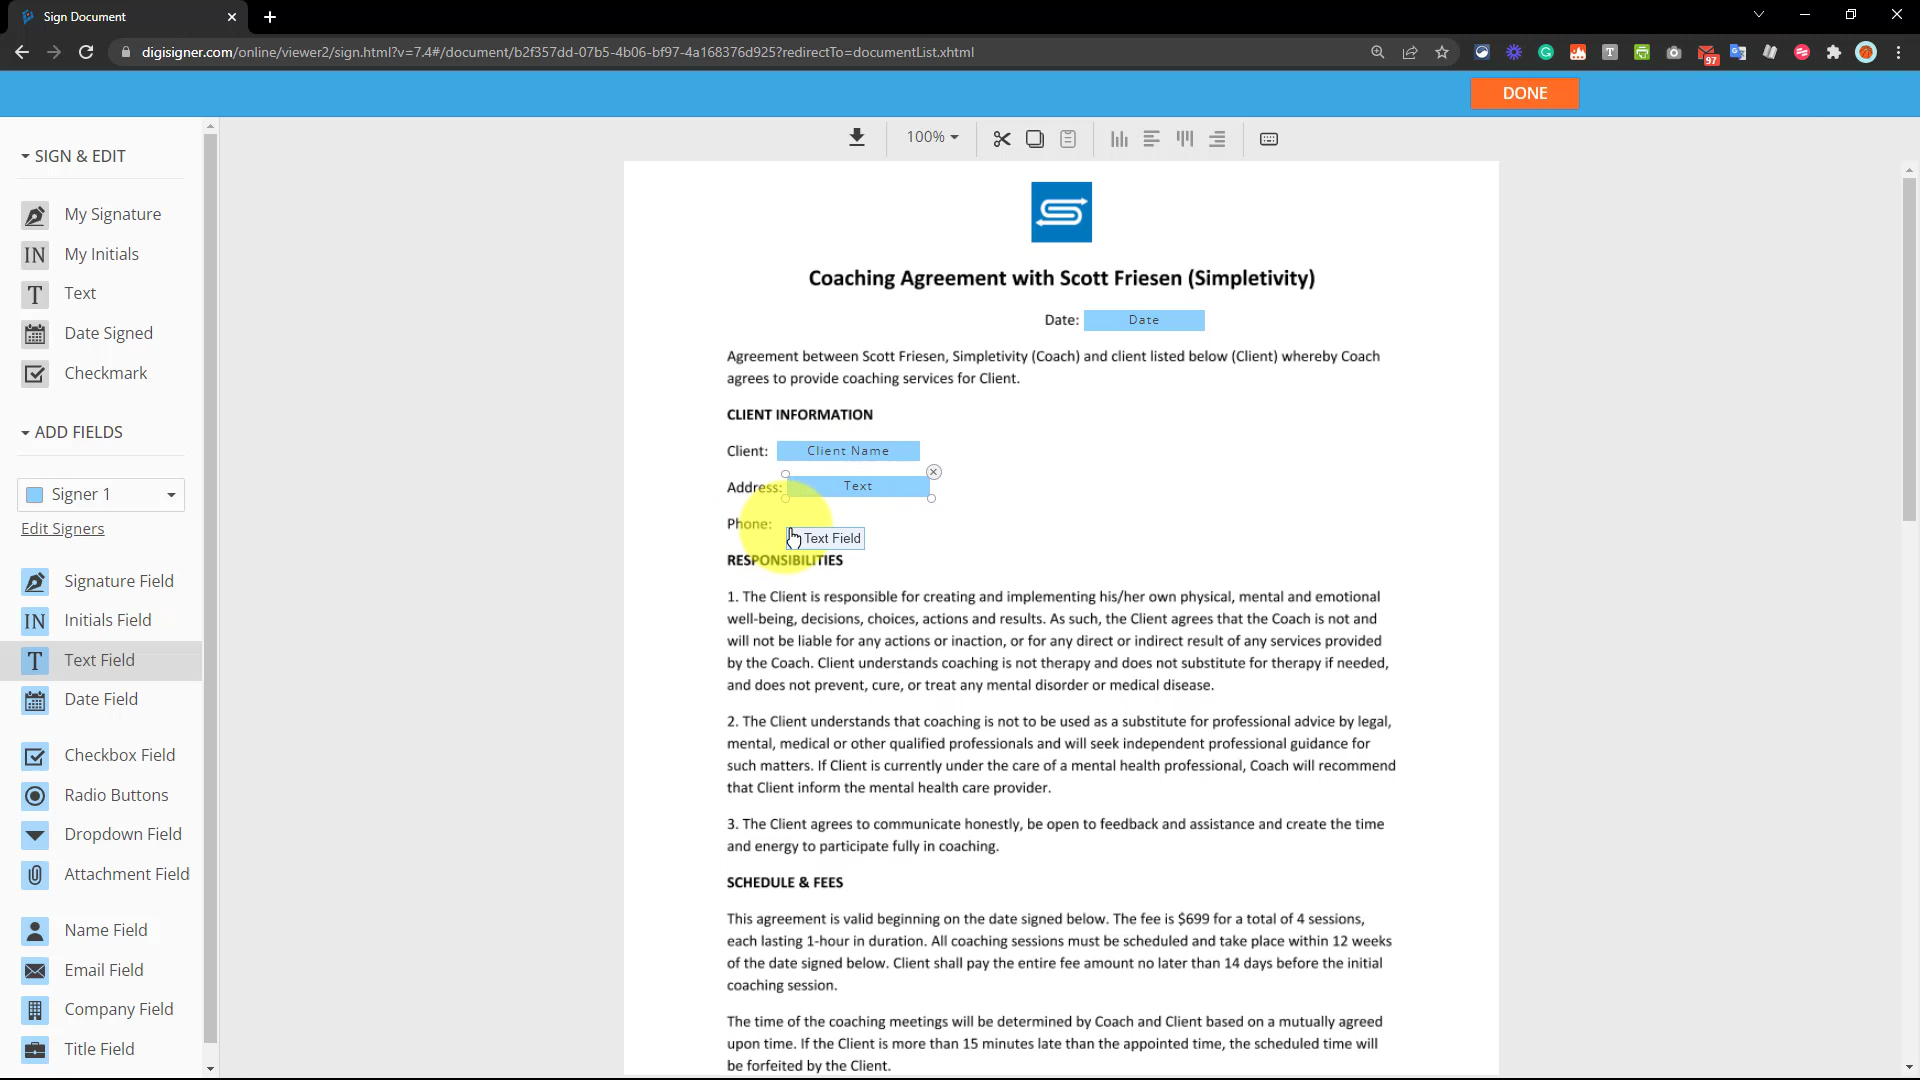 Sign Document
digisigner.com/online/viewer2/sign.html?v=7.4#/document/b2f357dd-07b5-4b06-bf97-4a168376d925?redirectTo=documentList.xhtml
97
DONE
SIGN & EDIT
My Signature
IN My Initials
T Text
Date Signed
Checkmark
ADD FIELDS
Signer 1
Edit Signers
Signature Field
IN Initials Field
T Text Field
Date Field
Checkbox Field
Radio Buttons
Dropdown Field
Attachment Field
Name Field
Email Field
Company Field
Title Field
100%
Coaching Agreement with Scott Friesen (Simpletivity)
Date: Date
Agreement between Scott Friesen, Simpletivity (Coach) and client listed below (Client) whereby Coach
agrees to provide coaching services for Client.
CLIENT INFORMATION
Client: Client Name
Address: Text
Phone:
Text Field
RESPONSIBILITIES
1. The Client is responsible for creating and implementing his/her own physical, mental and emotional
well-being, decisions, choices, actions and results. As such, the Client agrees that the Coach is not and
will not be liable for any actions or inaction, or for any direct or indirect result of any services provided
by the Coach. Client understands coaching is not therapy and does not substitute for therapy if needed,
and does not prevent, cure, or treat any mental disorder or medical disease.
2. The Client understands that coaching is not to be used as a substitute for professional advice by legal,
mental, medical or other qualified professionals and will seek independent professional guidance for
such matters. If Client is currently under the care of a mental health professional, Coach will recommend
that Client inform the mental health care provider.
3. The Client agrees to communicate honestly, be open to feedback and assistance and create the time
and energy to participate fully in coaching.
SCHEDULE & FEES
This agreement is valid beginning on the date signed below. The fee is $699 for a total of 4 sessions,
each lasting 1-hour in duration. All coaching sessions must be scheduled and take place within 12 weeks
of the date signed below. Client shall pay the entire fee amount no later than 14 days before the initial
coaching session.
The time of the coaching meetings will be determined by Coach and Client based on a mutually agreed
upon time. If the Client is more than 15 minutes late than the appointed time, the scheduled time will
be forfeited by the Client.